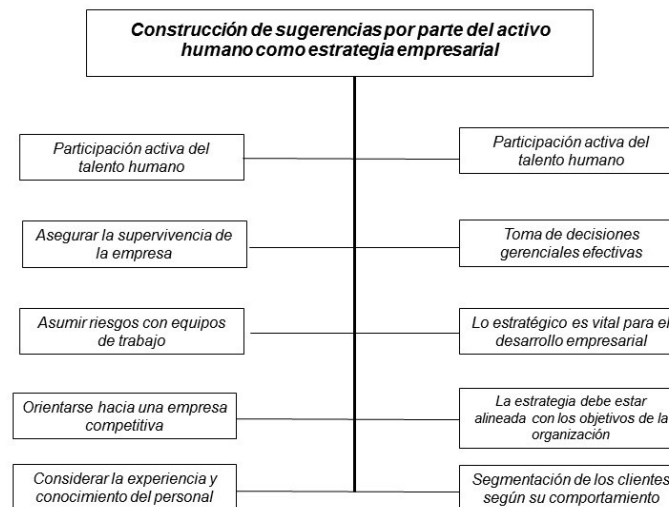 Construcción de sugerencias por parte del activo
humano como estrategia empresarial
Participación activa del
talento humano
Participación activa del
talento humano
Asegurar la supervivencia de
la empresa
Toma de decisiones
gerenciales efectivas
Asumir riesgos con equipos
de trabajo
Lo estratégico es vital para el
desarrollo empresarial
Orientarse hacia una empresa
competitiva
La estrategia debe estar
alineada con los objetivos de la
organización
Considerar la experiencia y
conocimiento del personal
Segmentación de los clientes
según su comportamiento